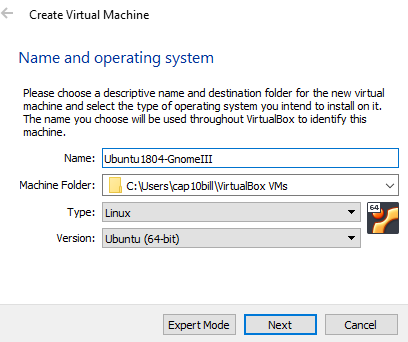 Create Virtual Machine
Name and operating system
Please choose a descriptive name and destination folder for the new virtual
machine and select the type of operating system you intend to install on it.
The name you choose will be used throughout VirtualBox to identify this
machine.
Name: Ubuntu1804-GnomeIII
Machine Folder: C:\Users\cap10bill\VirtualBox VMs
Type: Linux
64
Version: Ubuntu (64-bit)
Expert Mode Next Cancel